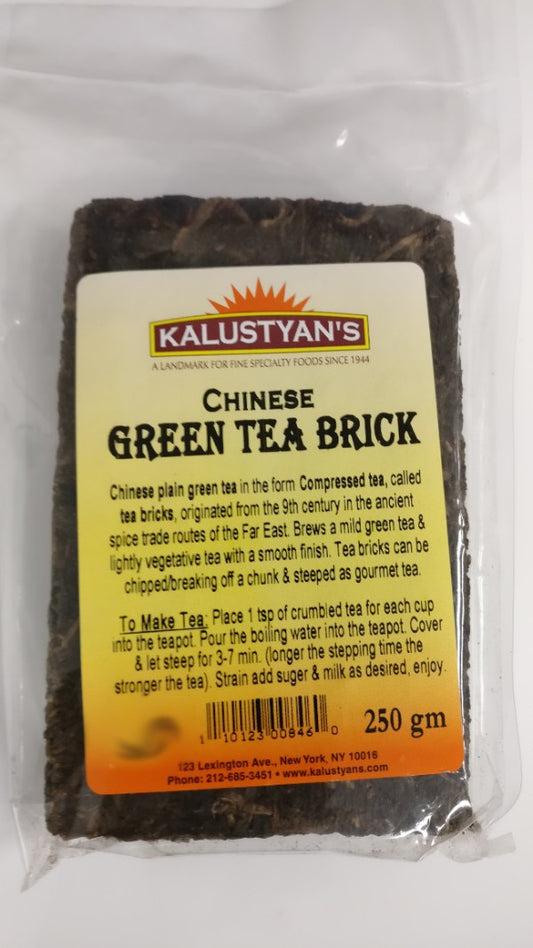 KALUSTYAN'S
A LANDMARK FOR FINE SPECIALTY FOODS SINCE 1944
CHINESE
GREEN TEA BRICK
Chinese plain green tea in the form Compressed tea, called
tea bricks, originated from the 9th century in the ancient
spice trade routes of the Far East. Brews a mild green tea &
lightly vegetative tea with a smooth finish. Tea bricks can be
chipped/breaking off a chunk & steeped as gourmet tea.
To Make Tea: Place 1 tsp of crumbled tea for each cup
into the teapot. Pour the boiling water into the teapot. Cover
& let steep for 3-7 min. (longer the stepping time the
stronger the tea). Strain add suger & milk as desired, enjoy.
1 10123 00846 0
250 gm
123 Lexington Ave., New York, NY 10016
Phone: 212-685-3451 • www.kalustyans.com